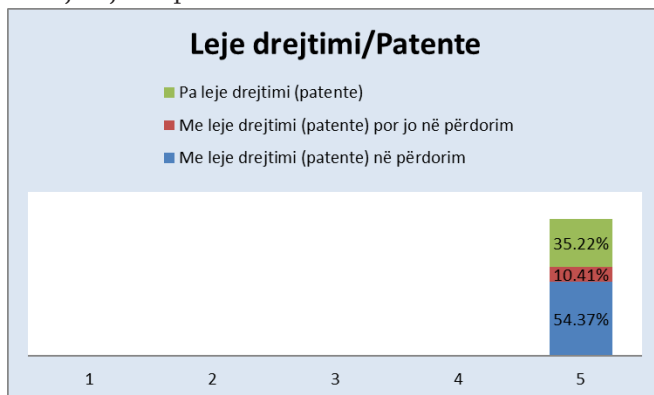 Leje drejtimi/Patente
Pa leje drejtimi (patente)
Me leje drejtimi (patente) por jo në përdorim
Me leje drejtimi (patente) në përdorim
35.22%
10.41%
54.37%
1 2 3 4 5